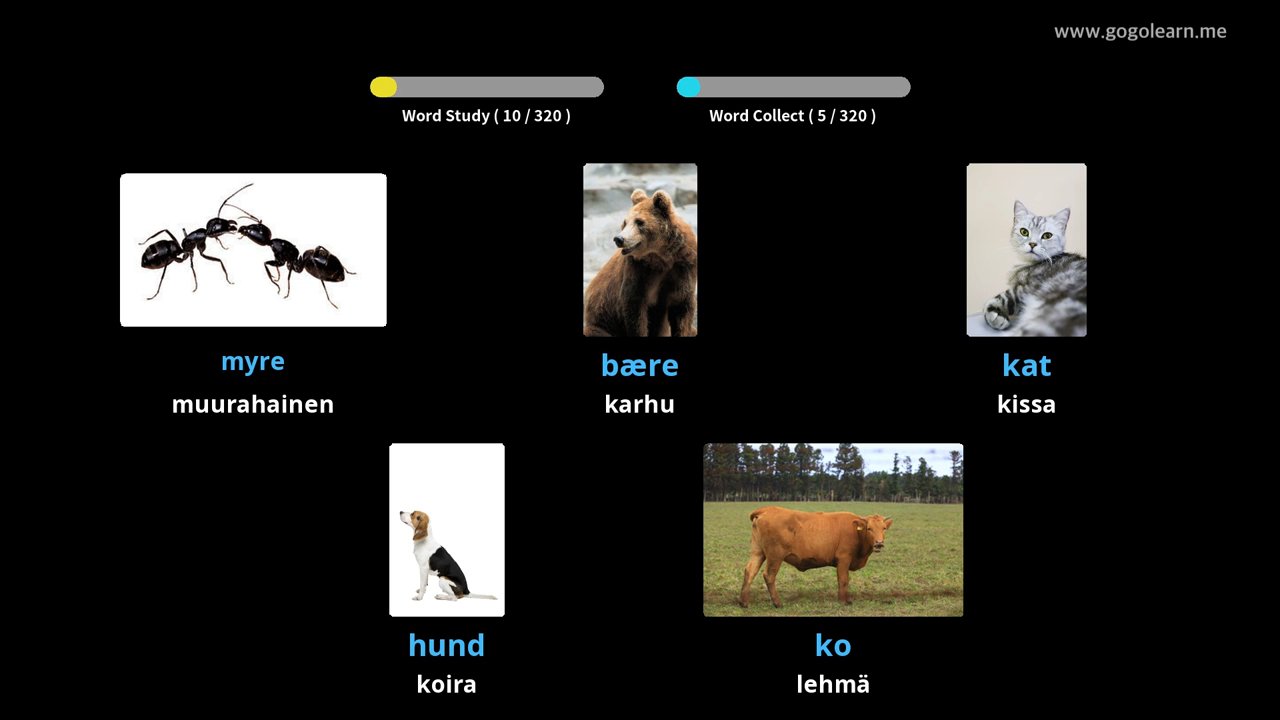 www.gogolearn.me
Word Study ( 10 / 320 )
Word Collect ( 5 / 320 )
myre
bære
kat
muurahainen
karhu
kissa
hund
ko
koira
lehmä